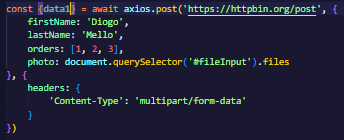 const {data1} = await axios.post('https://httpbin.org/post', {
    firstName: 'Diogo',
    lastName: 'Mello',
    orders: [1, 2, 3],
    photo: document.querySelector('#fileInput').files
}, {
    headers: {
        'Content-Type': 'multipart/form-data'
    }
})